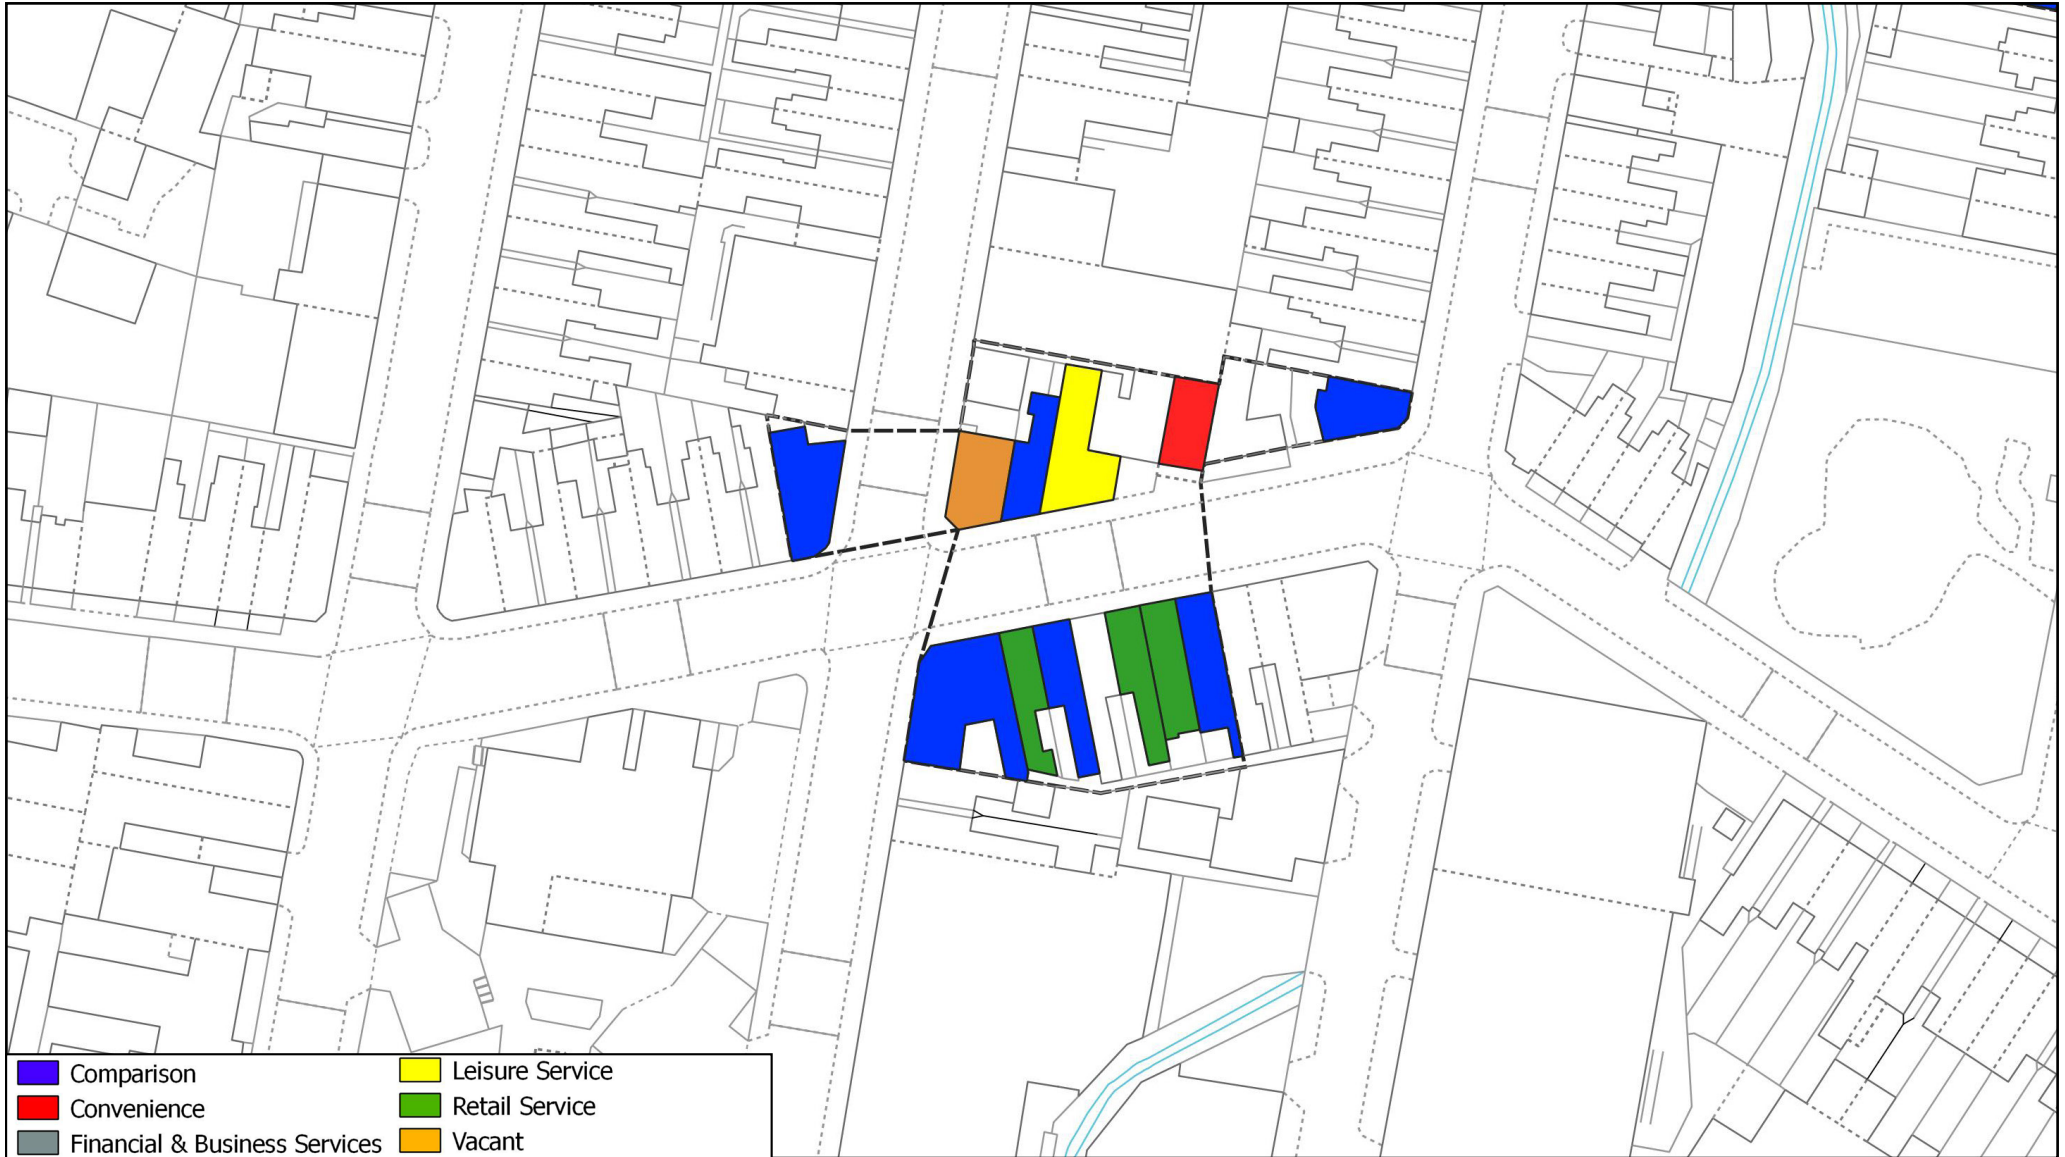 Comparison
Convenience
Financial & Business Services
Leisure Service
Retail Service
Vacant